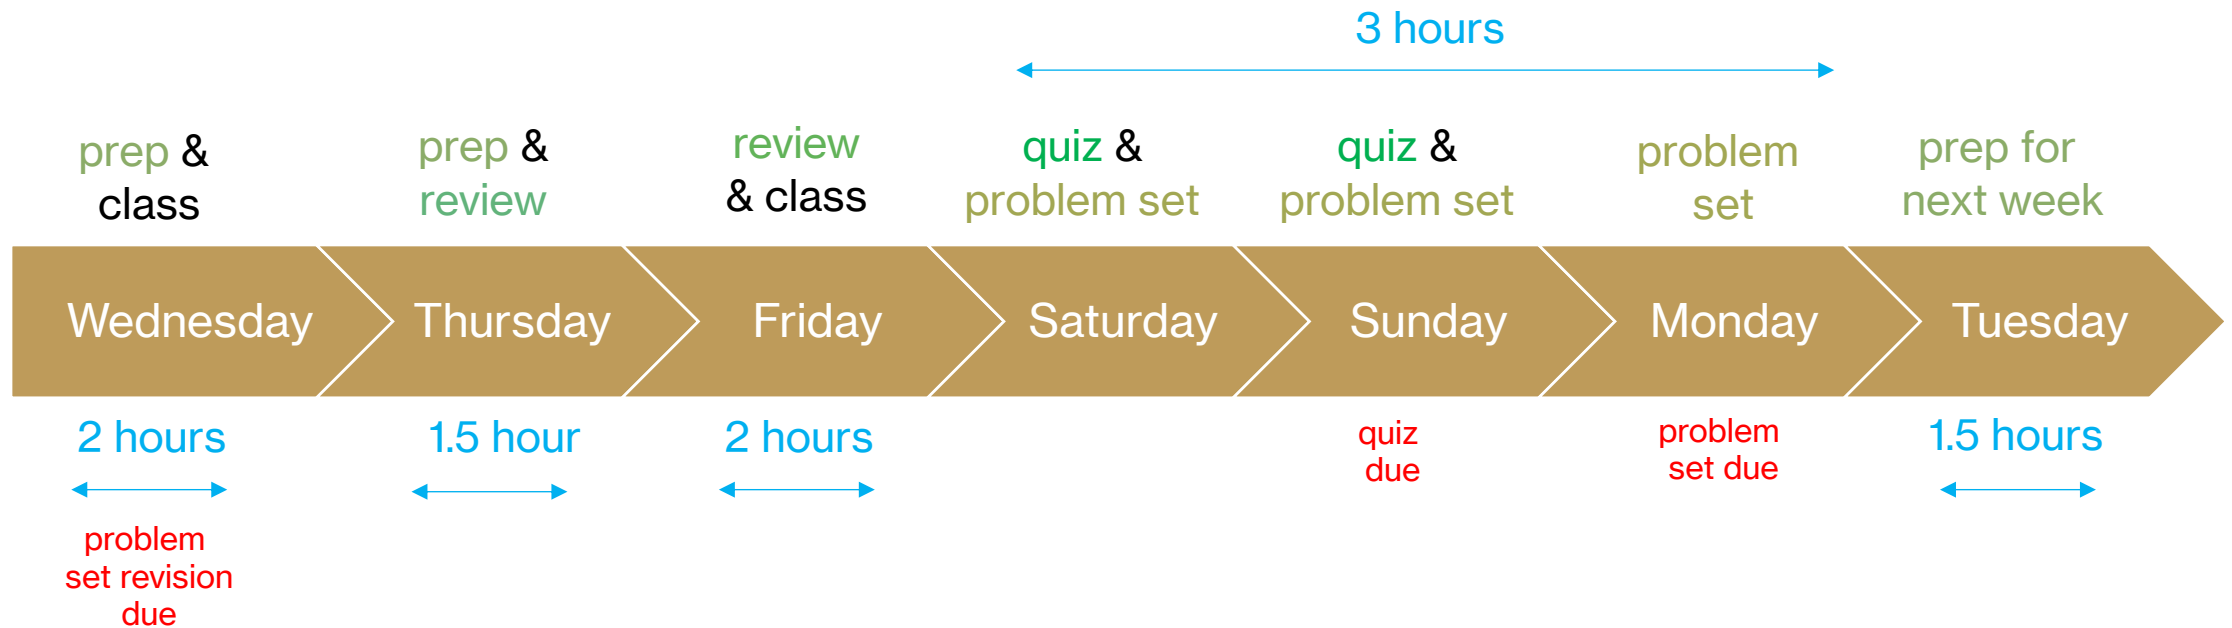 3 hours
prep &
class
prep &
review
review
& class
quiz &
problem set
quiz &
problem set
problem
set
prep for
next week
Wednesday
Thursday
Friday
Saturday
Sunday
Monday
Tuesday
2 hours
1.5 hour
2 hours
quiz
due
problem
set due
1.5 hours
problem
set revision
due